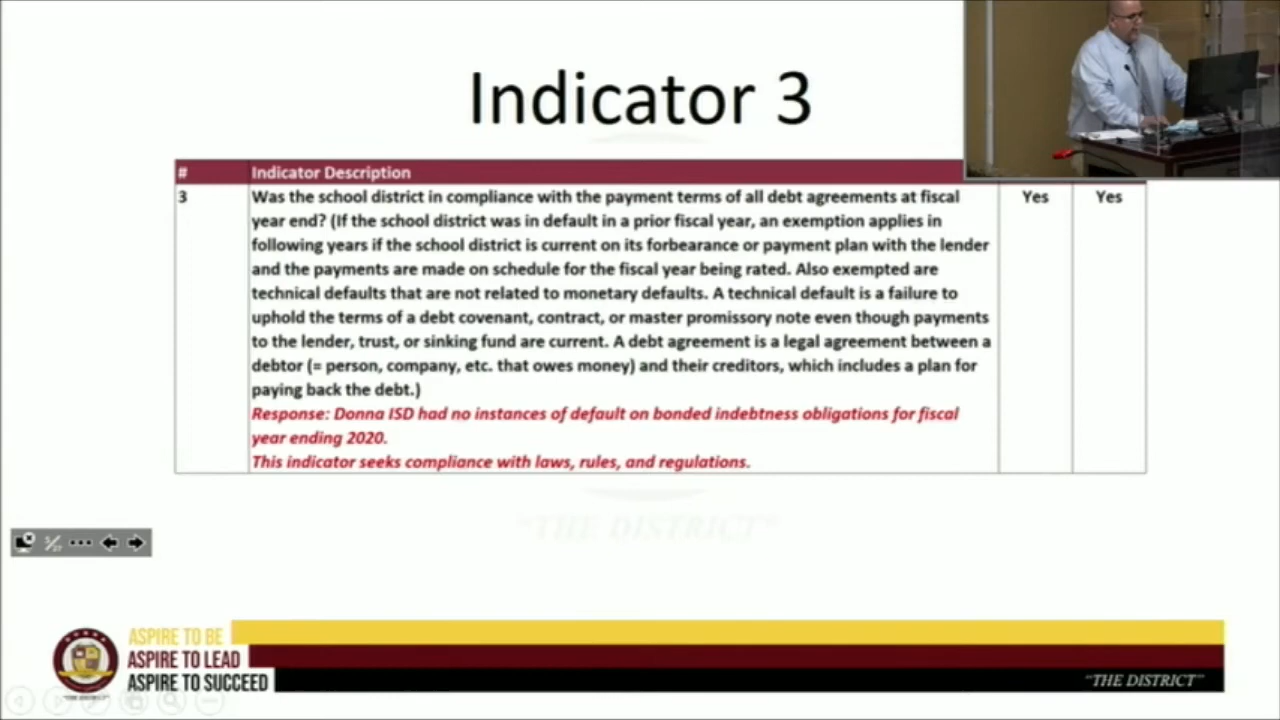 Indicator 3
# Indicator Description
3 Was the school district in compliance with the payment terms of all debt agreements at fiscal Yes Yes
year end? (If the school district was in default in a prior fiscal year, an exemption applies in
following years if the school district is current on its forbearance or payment plan with the lender
and the payments are made on schedule for the fiscal year being rated. Also exempted are
technical defaults that are not related to monetary defaults. A technical default is a failure to
uphold the terms of a debt covenant, contract, or master promissory note even though payments
to the lender, trust, or sinking fund are current. A debt agreement is a legal agreement between a
debtor (= person, company, etc. that owes money) and their creditors, which includes a plan for
paying back the debt.)
Response: Donna ISD had no instances of default on bonded indebtness obligations for fiscal
year ending 2020.
This indicator seeks compliance with laws, rules, and regulations.
"THE DISTRICT"
ASPIRE TO BE
ASPIRE TO LEAD
ASPIRE TO SUCCEED
"THE DISTRICT"